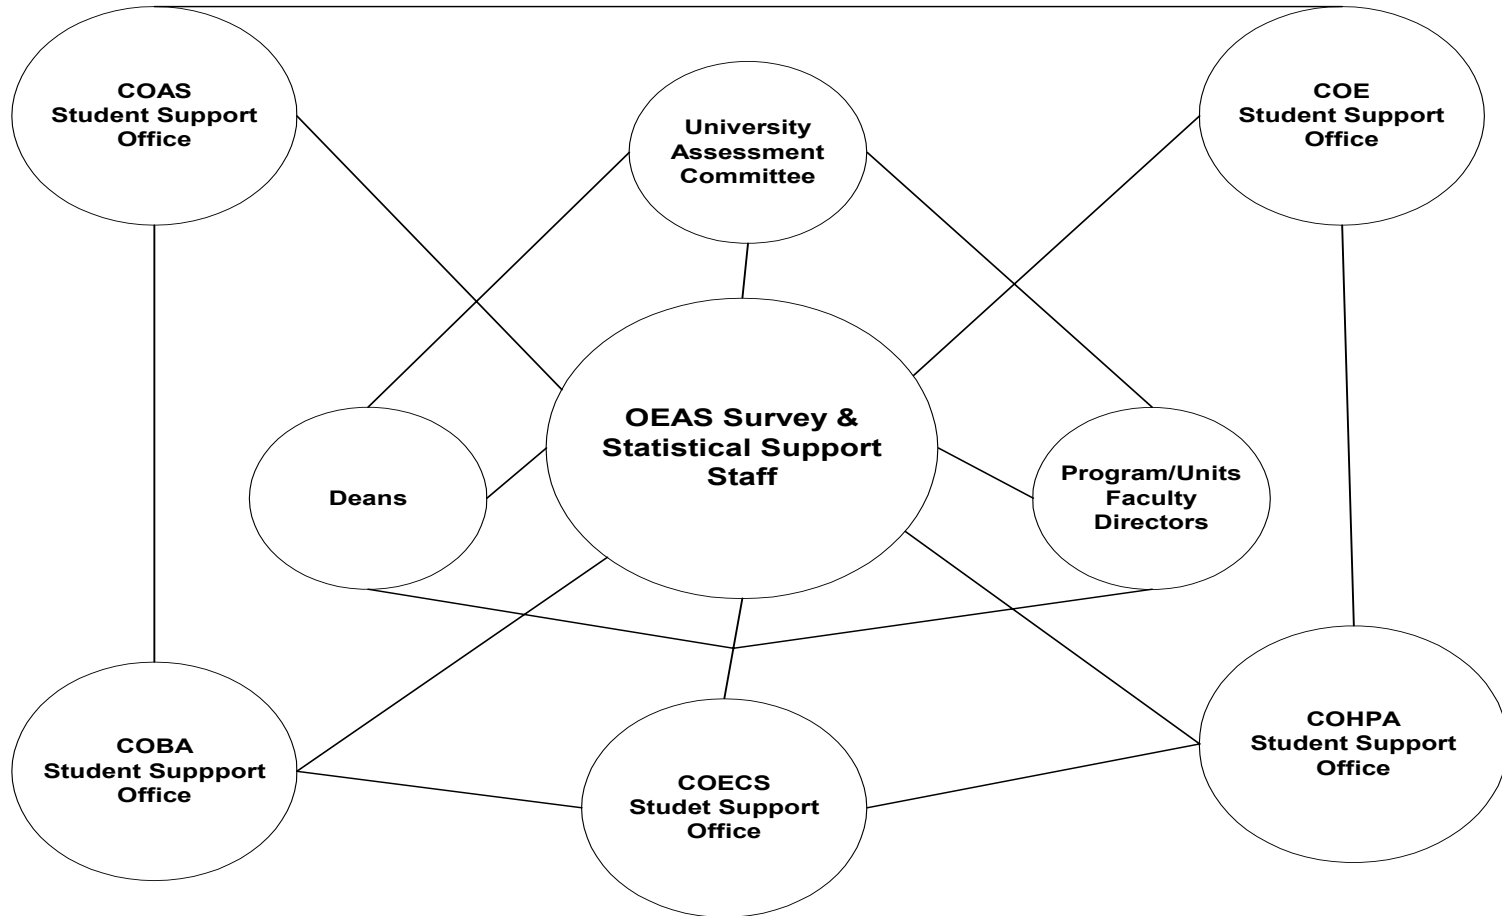 COAS
Student Support
Office
University
Assessment
Committee
COE
Student Support
Office
OEAS Survey &
Statistical Support
Staff
Deans
Program/Units
Faculty
Directors
COBA
Student Suppport
Office
COECS
Studet Support
Office
COHPA
Student Support
Office